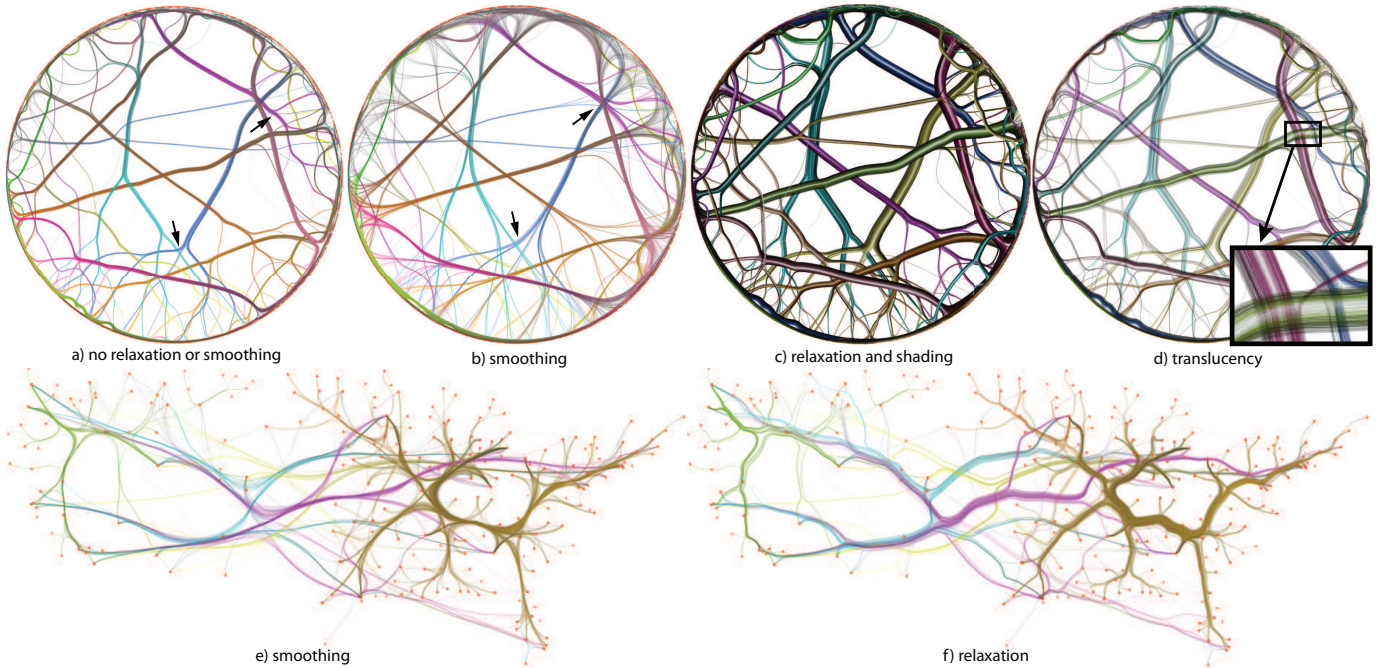 a) no relaxation or smoothing
b) smoothing
c) relaxation and shading
d) translucency
e) smoothing
f) relaxation